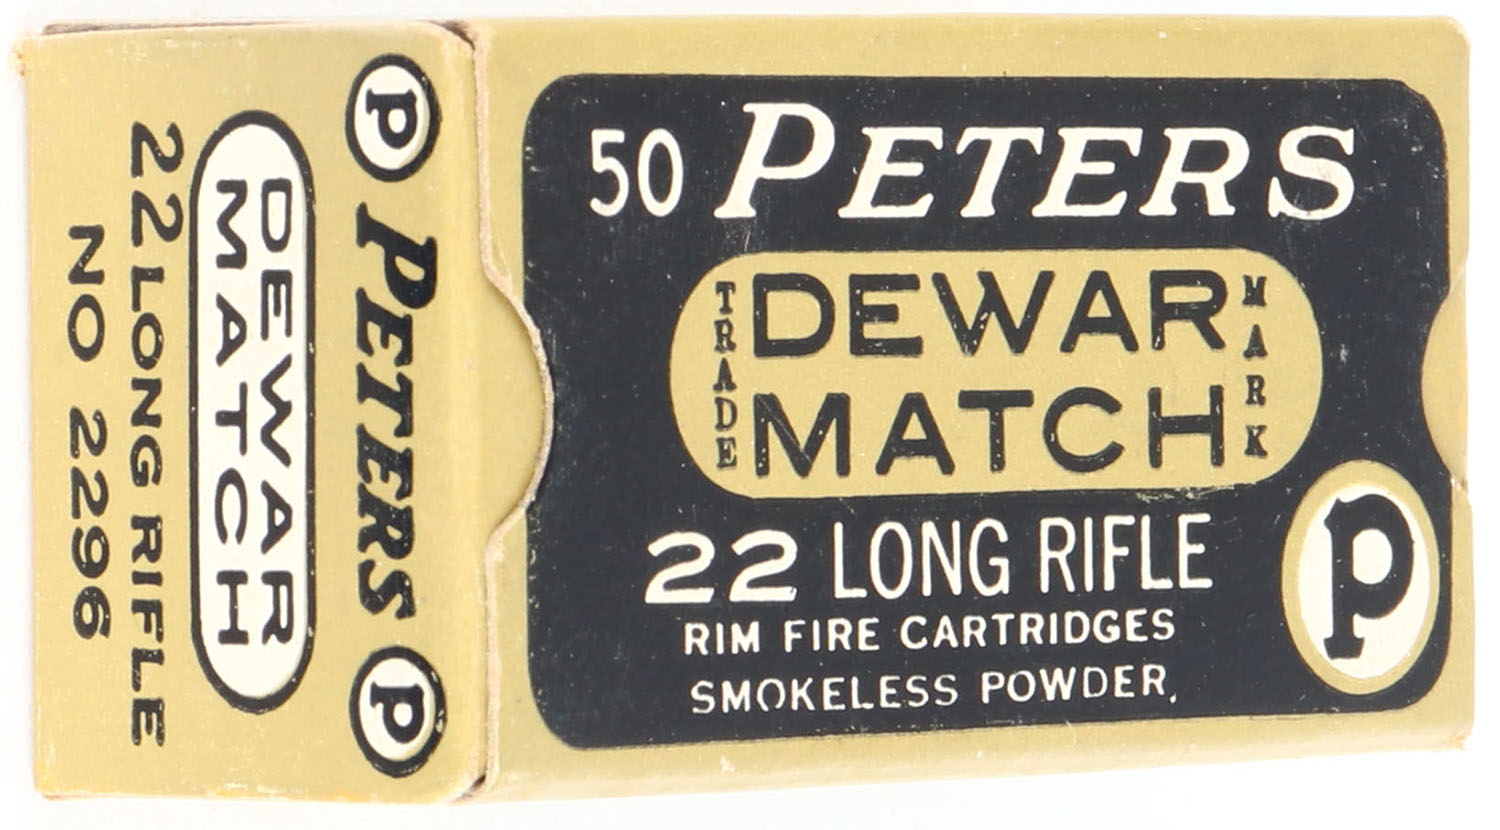 P PETERS P
DEWAR
MATCH
22 LONG RIFLE
NO 2296
50 PETERS
TRADE DEWAR MARK
MATCH
22 LONG RIFLE
RIM FIRE CARTRIDGES
SMOKELESS POWDER.
P